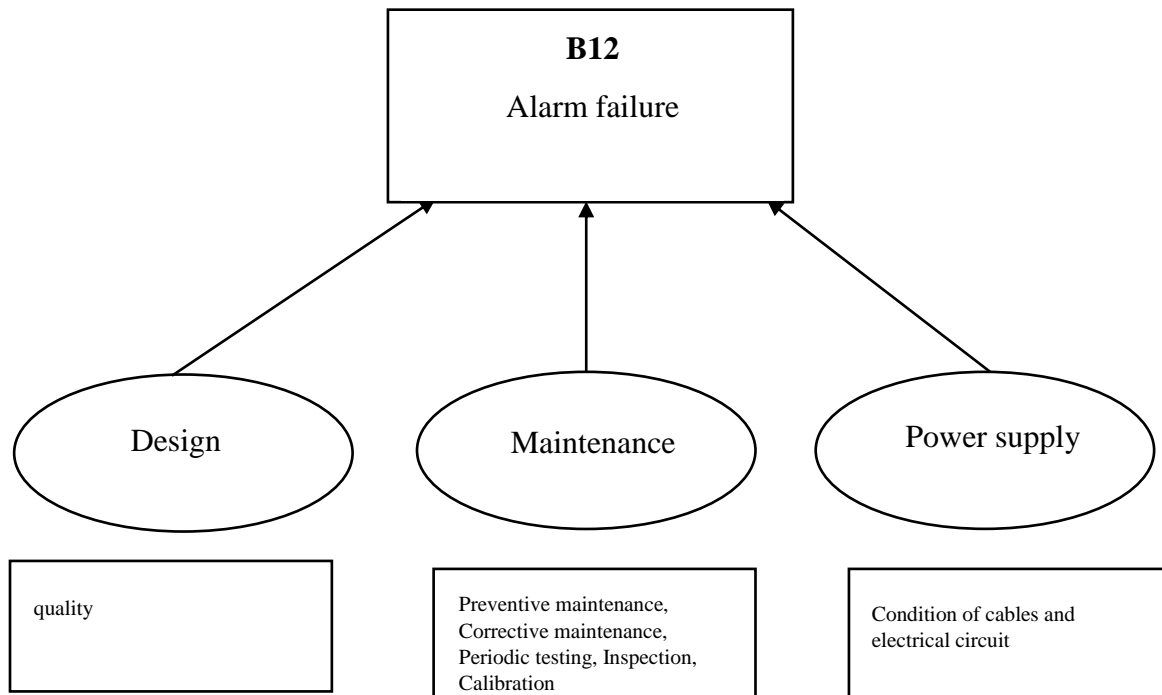 B12
Alarm failure
Design
Maintenance
Power supply
quality
Preventive maintenance,
Corrective maintenance,
Periodic testing, Inspection,
Calibration
Condition of cables and
electrical circuit